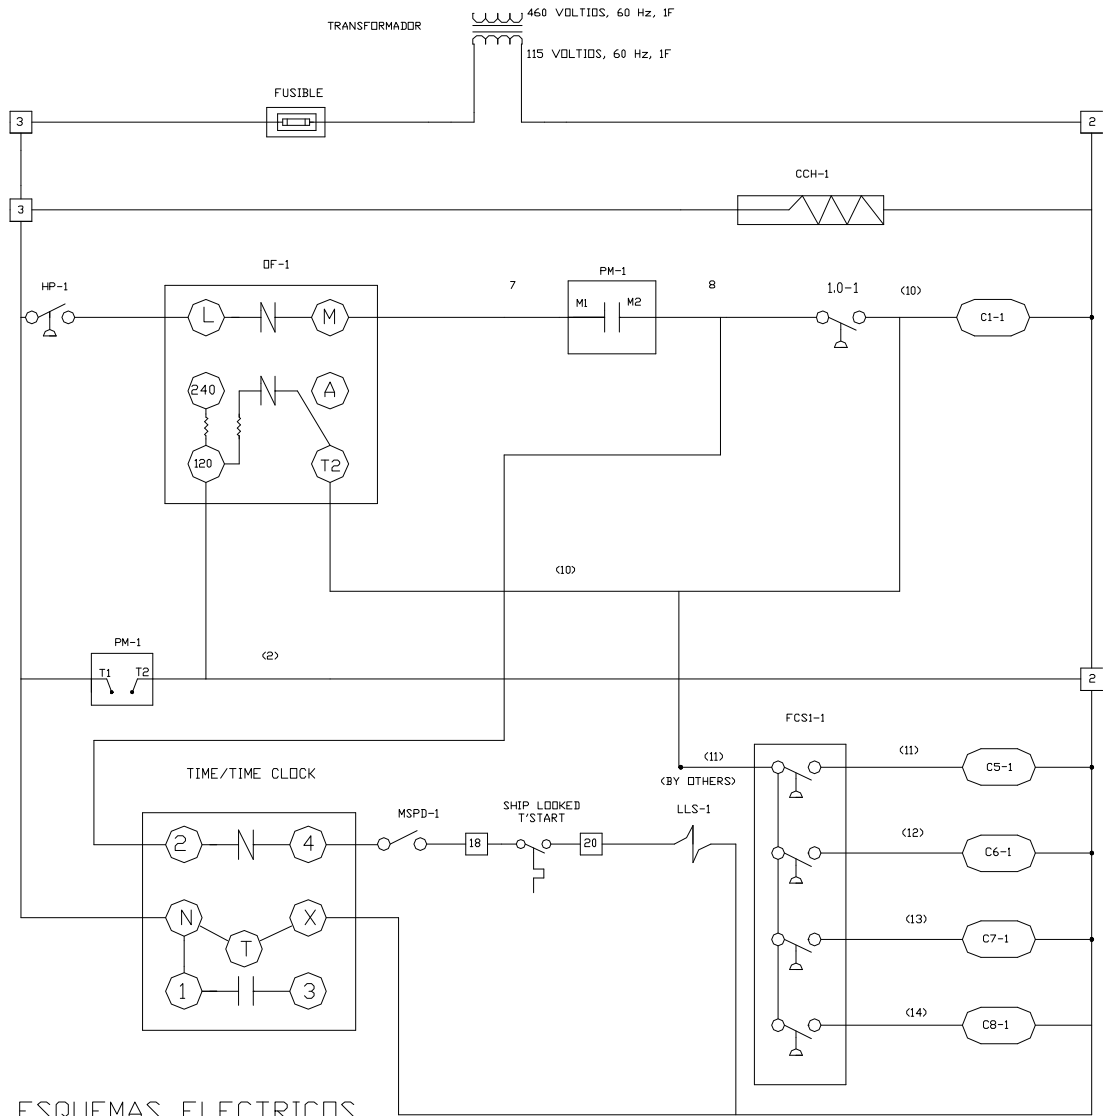 460 VOLTIOS, 60 Hz, 1F
TRANSFORMADOR
115 VOLTIOS, 60 Hz, 1F
FUSIBLE
3
2
CCH-1
3
OF-1
HP-1
7
PM-1
8
1.0-1
(10)
L
M
M1
M2
C1-1
240
A
120
T2
(10)
PM-1
(2)
T1
T2
2
FCS1-1
TIME/TIME CLOCK
(11)
(11)
C5-1
(BY OTHERS)
MSPD-1
SHIP LOOKED
T'START
LLS-1
2
4
18
20
(12)
C6-1
N
X
T
(13)
C7-1
1
3
(14)
C8-1
ESQUEMAS ELECTRICOS